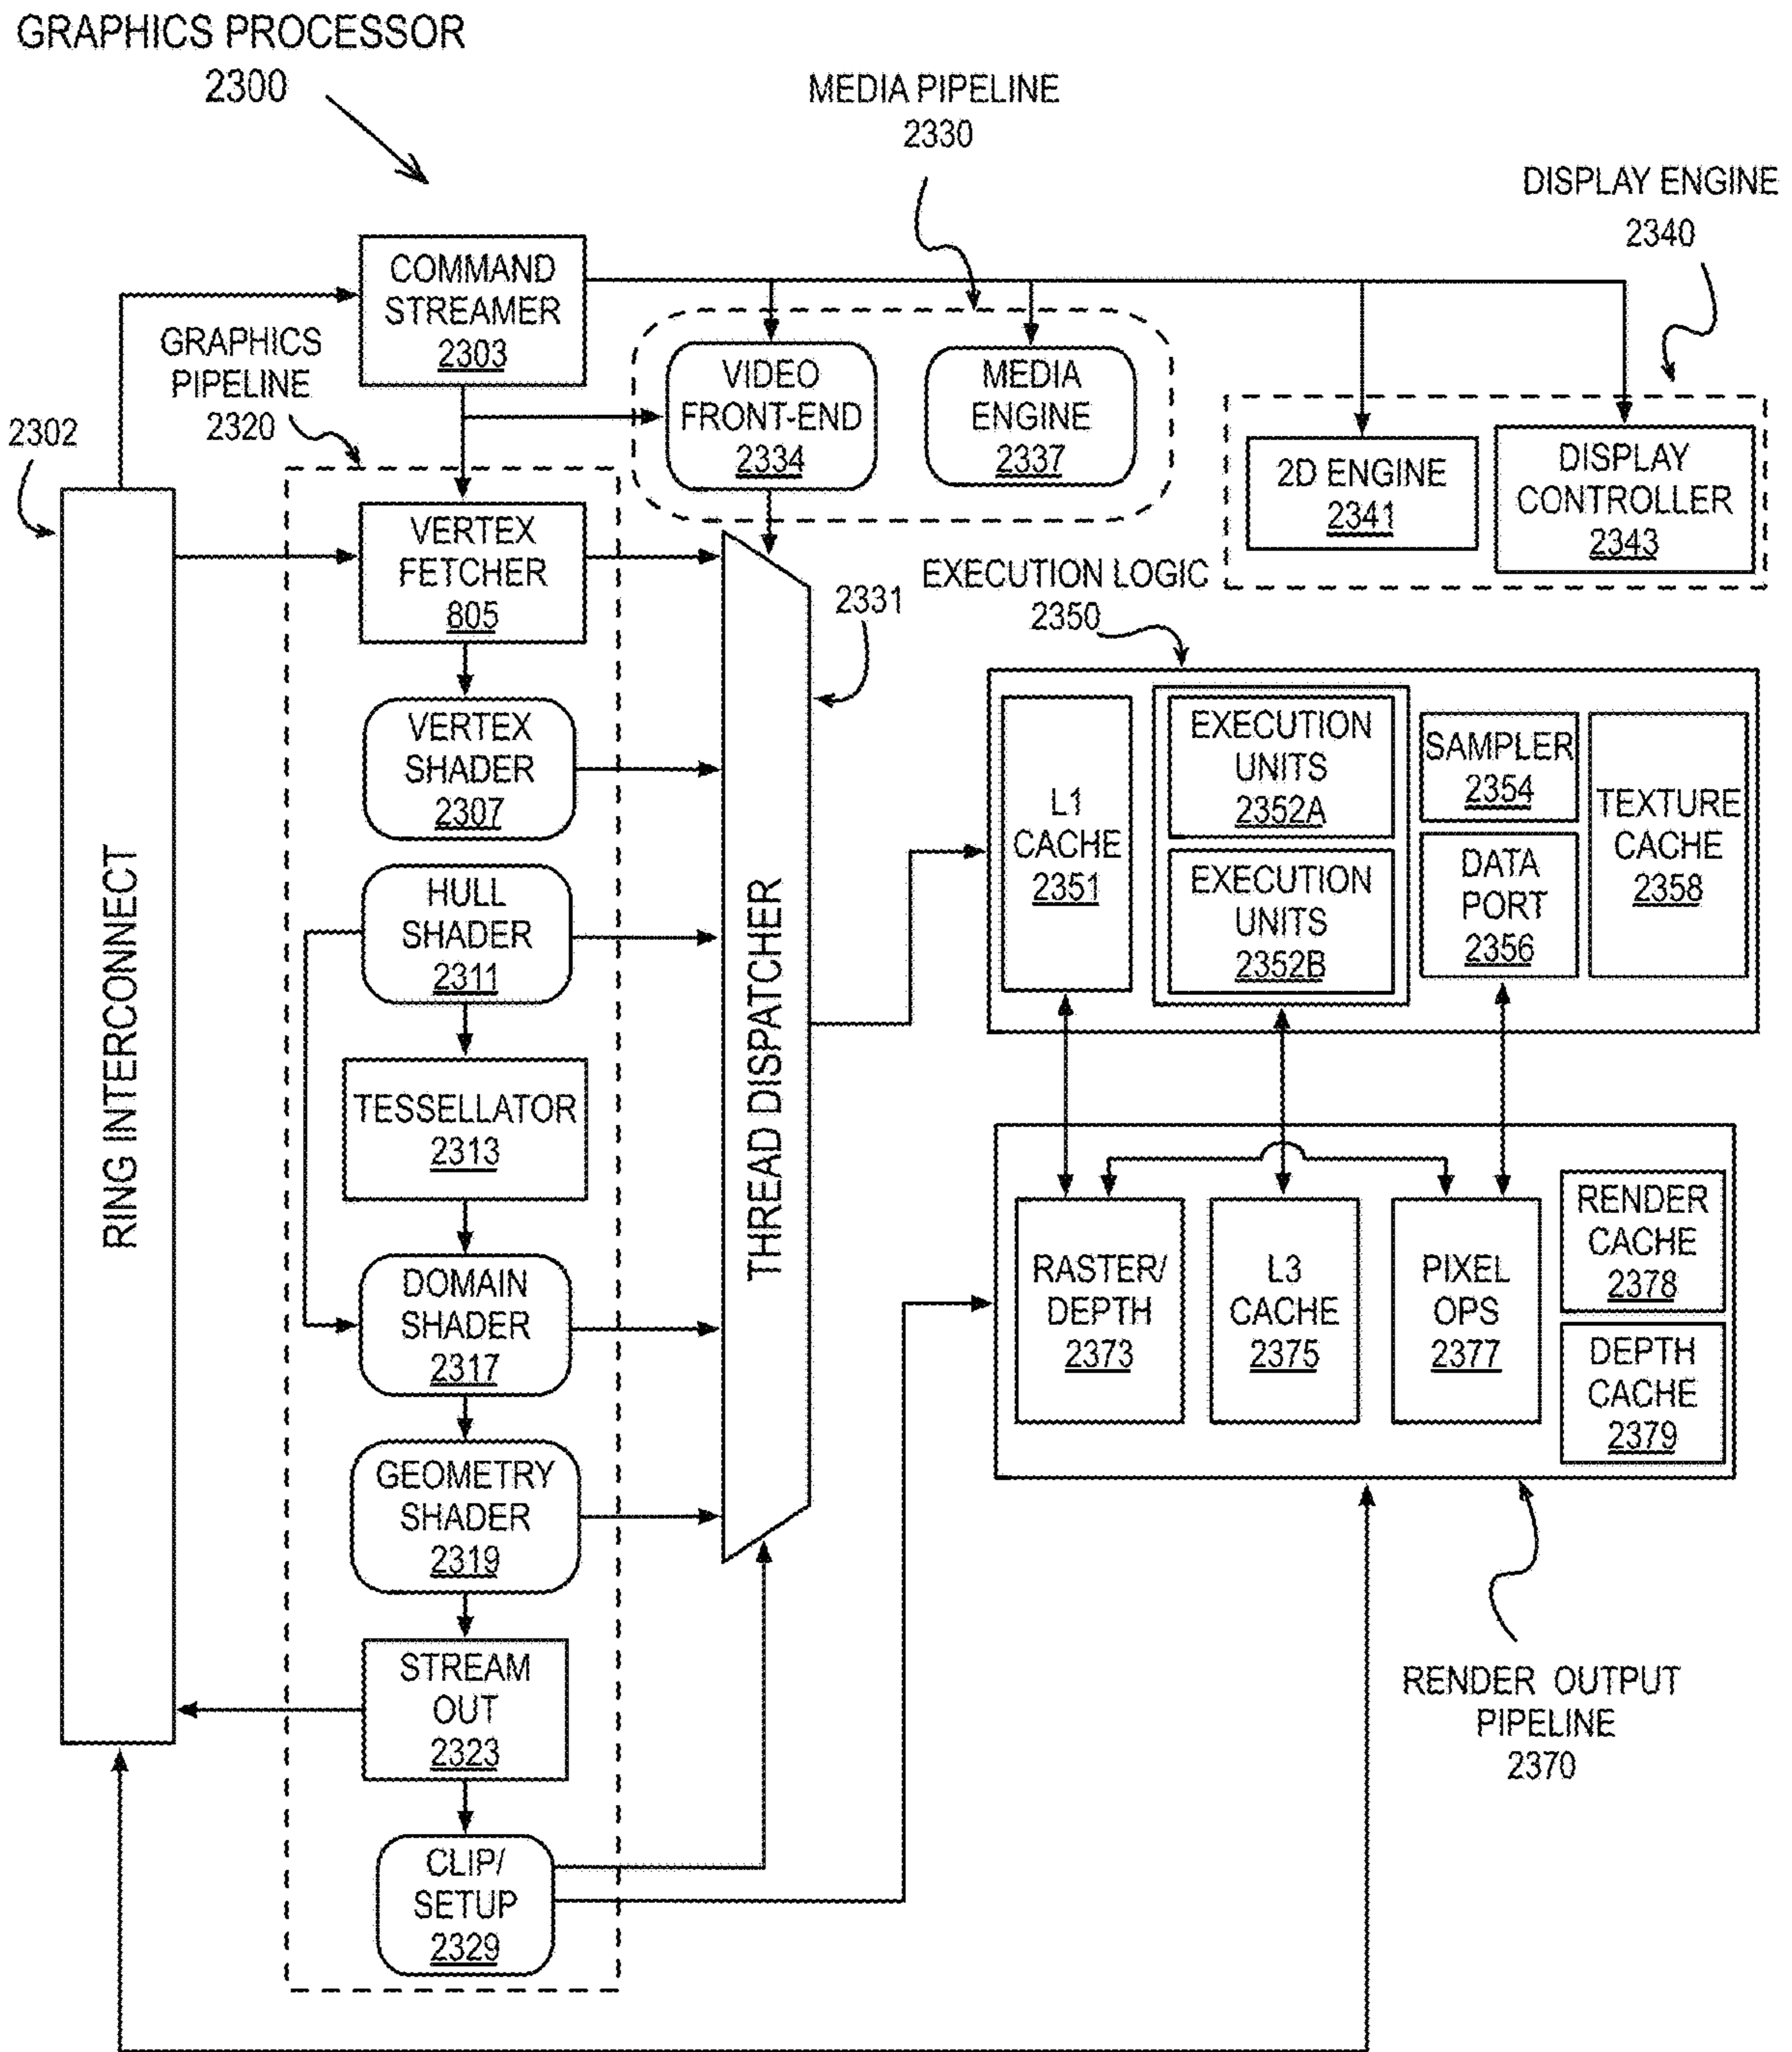 GRAPHICS PROCESSOR
2300
MEDIA PIPELINE
2330
DISPLAY ENGINE
2340
COMMAND
STREAMER
2303
GRAPHICS
PIPELINE
2320
2302
VIDEO
FRONT-END
2334
MEDIA
ENGINE
2337
2D ENGINE
2341
DISPLAY
CONTROLLER
2343
VERTEX
FETCHER
805
EXECUTION LOGIC
2350
2331
VERTEX
SHADER
2307
HULL
SHADER
2311
TESSELLATOR
2313
DOMAIN
SHADER
2317
GEOMETRY
SHADER
2319
STREAM
OUT
2323
CLIP/
SETUP
2329
RING INTERCONNECT
THREAD DISPATCHER
L1
CACHE
2351
EXECUTION
UNITS
2352A
EXECUTION
UNITS
2352B
SAMPLER
2354
DATA
PORT
2356
TEXTURE
CACHE
2358
RASTER/
DEPTH
2373
L3
CACHE
2375
PIXEL
OPS
2377
RENDER
CACHE
2378
DEPTH
CACHE
2379
RENDER OUTPUT
PIPELINE
2370